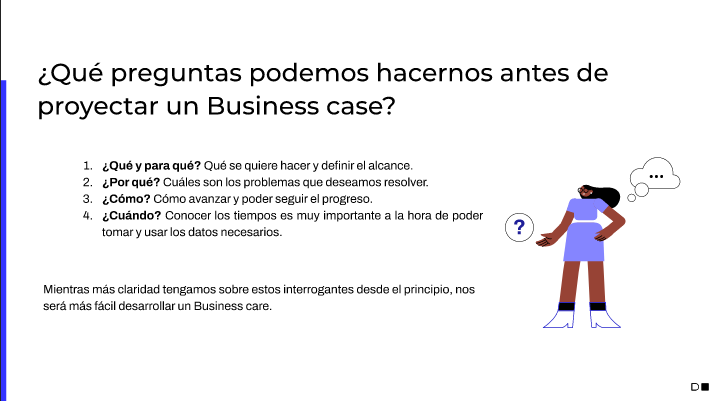 ¿Qué preguntas podemos hacernos antes de
proyectar un Business case?
1. ¿Qué y para qué? Qué se quiere hacer y definir el alcance.
2. ¿Por qué? Cuáles son los problemas que deseamos resolver.
3. ¿Cómo? Cómo avanzar y poder seguir el progreso.
4. ¿Cuándo? Conocer los tiempos es muy importante a la hora de poder
tomar y usar los datos necesarios.
?
Mientras más claridad tengamos sobre estos interrogantes desde el principio, nos
será más fácil desarrollar un Business care.
D